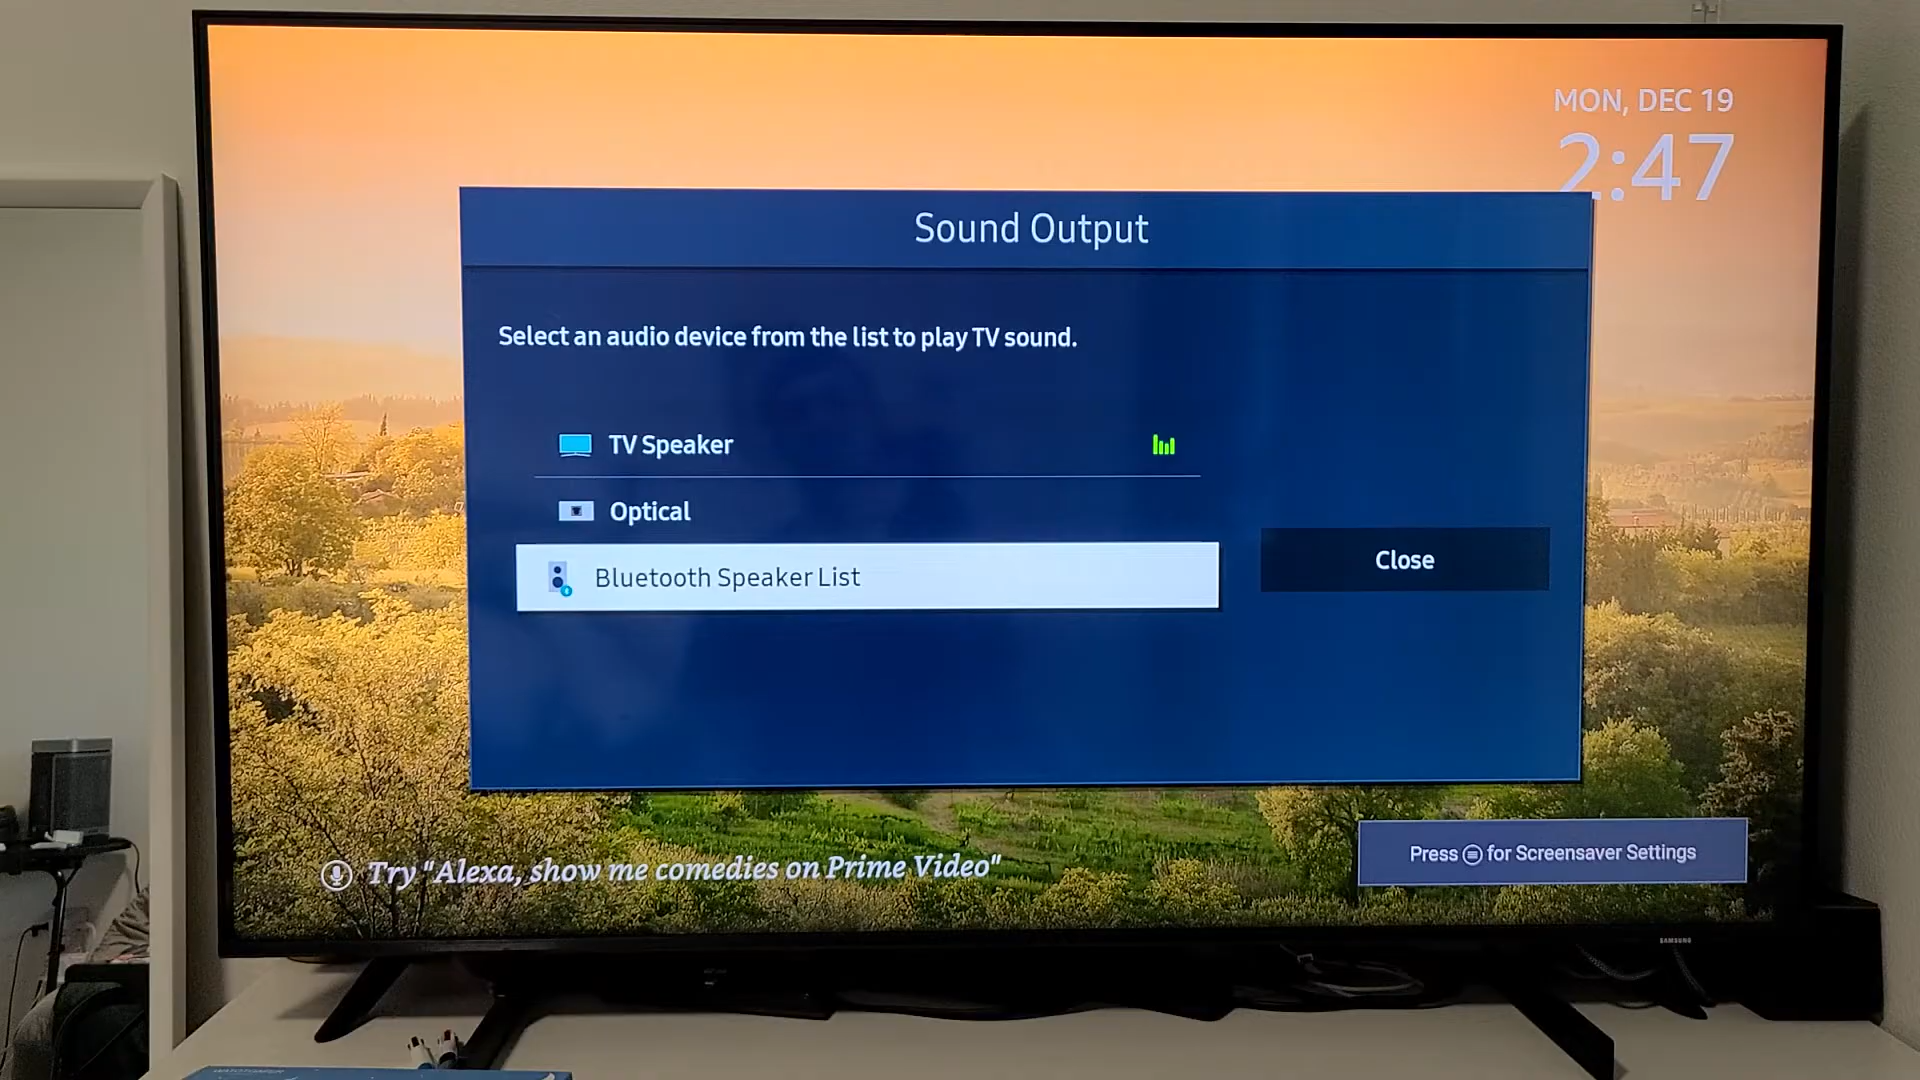 MON, DEC 19
2:47
Sound Output
Select an audio device from the list to play TV sound.
TV Speaker
Optical
Bluetooth Speaker List
Close
Try "Alexa, show me comedies on Prime Video"
Press for Screensaver Settings
SAMSUNG